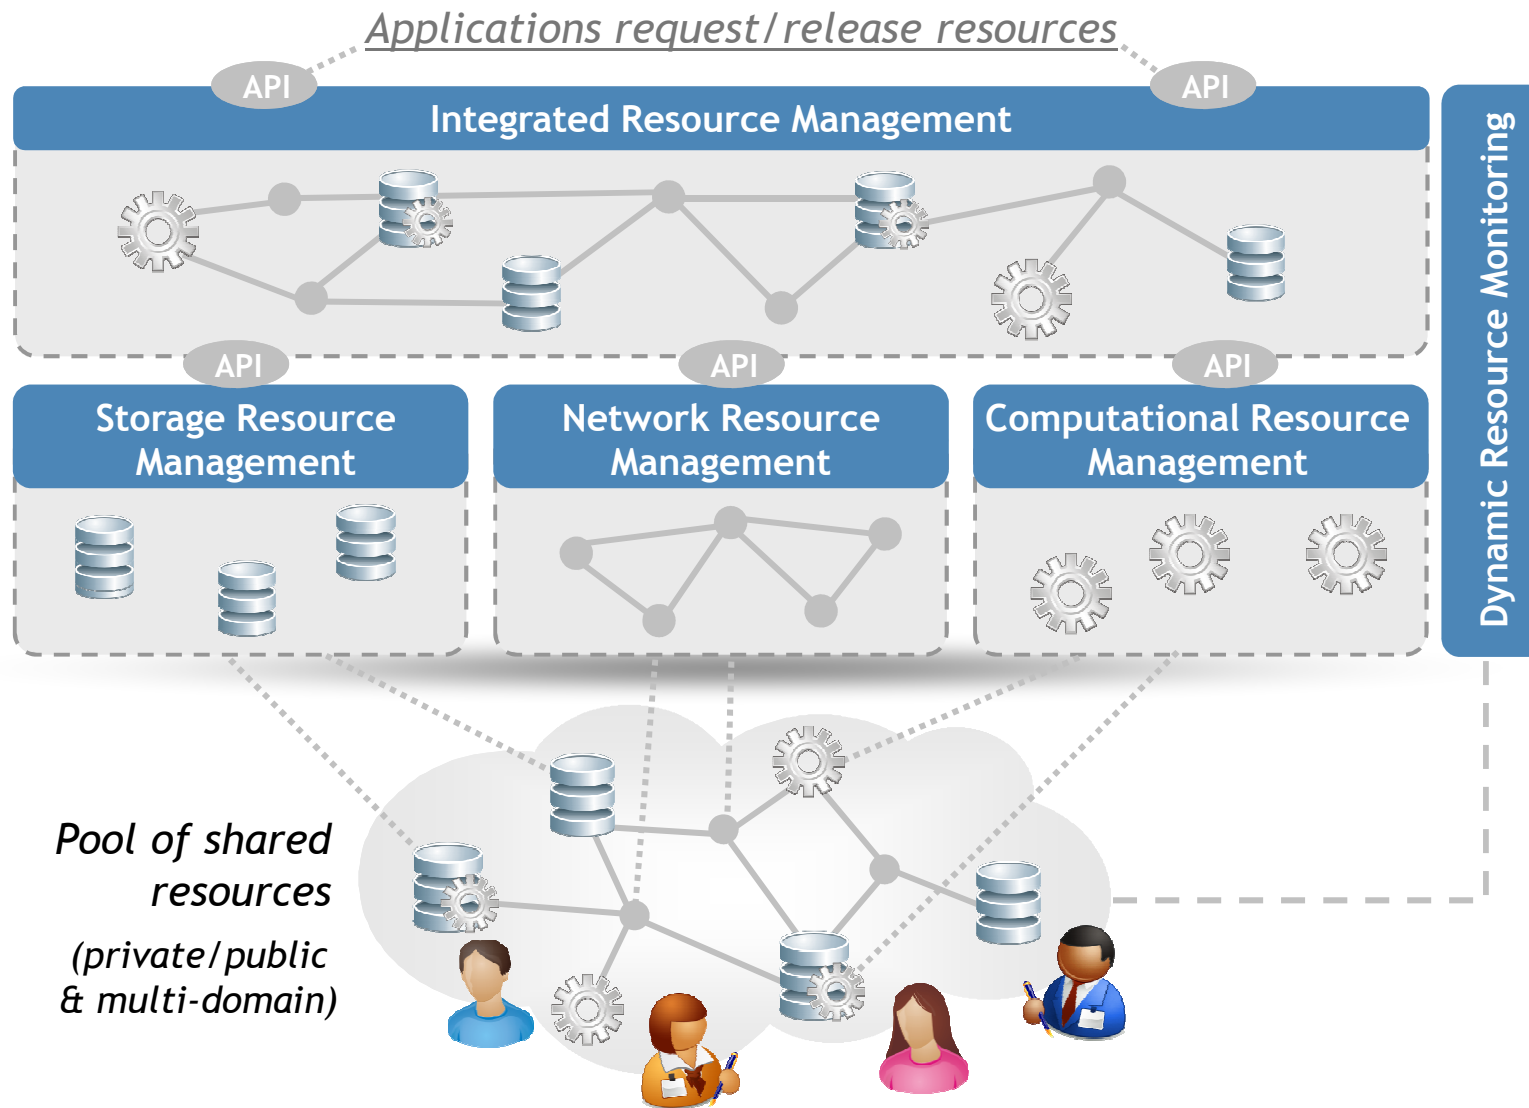 Applications request/release resources
API
API
Integrated Resource Management
Dynamic Resource Monitoring
API
API
API
Storage Resource
Management
Network Resource
Management
Computational Resource
Management
Pool of shared
resources
(private/public
& multi-domain)